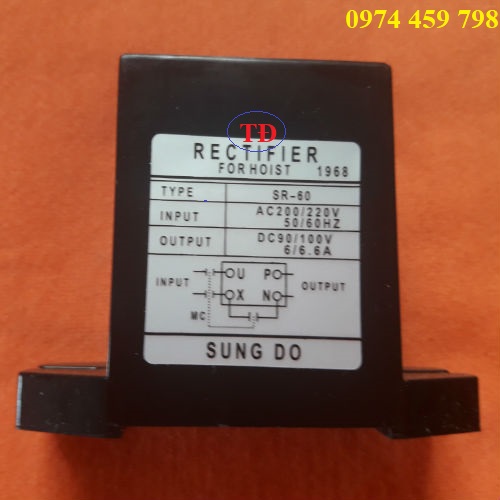 0974 459 798
TD
RECTIFIER
FOR HOIST 1968
TYPE SR-60
INPUT AC200/220V
50/60HZ
OUTPUT DC90/100V
6/6.6A
U P
INPUT OUTPUT
X N
MC
SUNG DO